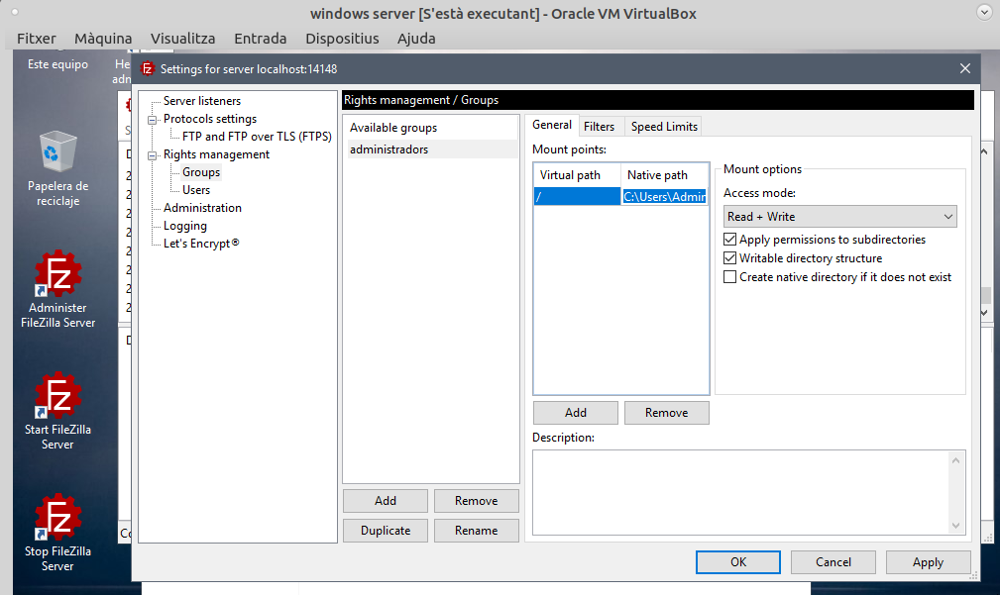 windows server [S'està executant] - Oracle VM VirtualBox
Fitxer Màquina Visualitza Entrada Dispositius Ajuda
Este equipo
Papelera de
reciclaje
Administer
FileZilla Server
Start FileZilla
Server
Stop FileZilla
Server
Settings for server localhost:14148
Server listeners
Protocols settings
FTP and FTP over TLS (FTPS)
Rights management
Groups
Users
Administration
Logging
Let's Encrypt®
Rights management / Groups
Available groups
administradors
Add Remove
Duplicate Rename
General Filters Speed Limits
Mount points:
Virtual path Native path
/ C:\Users\Admin
Add Remove
Mount options
Access mode:
Read + Write
Apply permissions to subdirectories
Writable directory structure
Create native directory if it does not exist
Description:
OK Cancel Apply